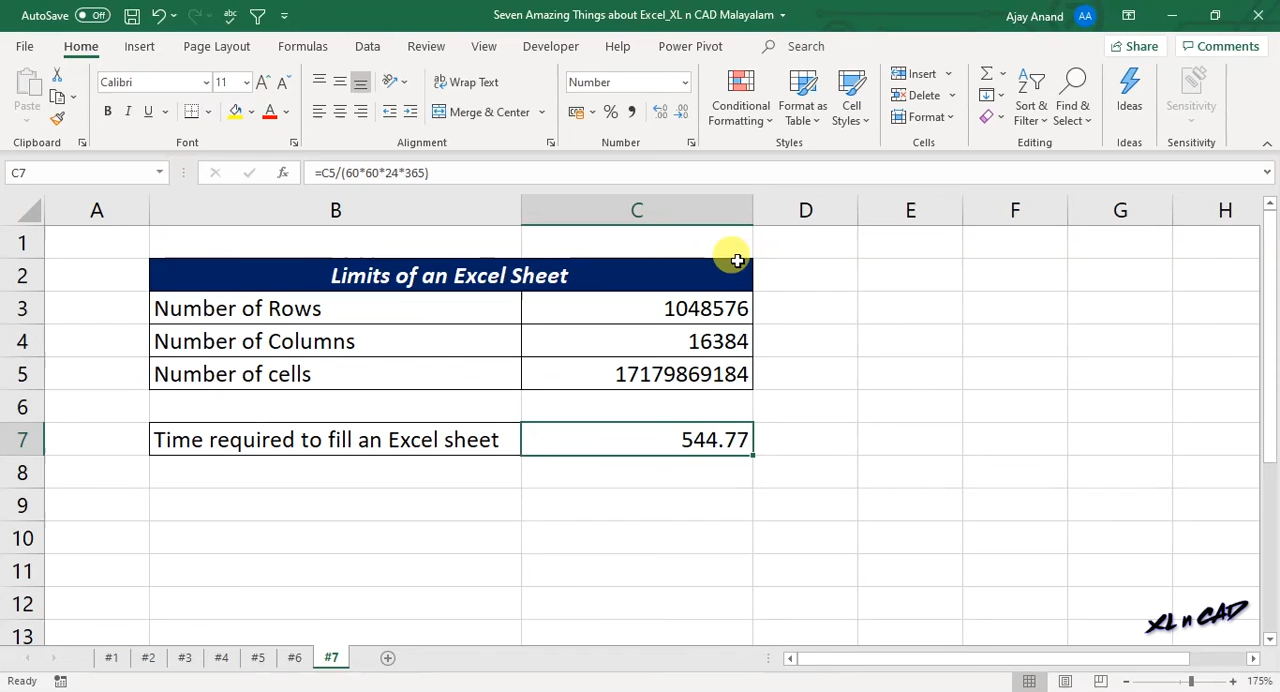 AutoSave Off Seven Amazing Things about Excel_XL n CAD Malayalam Ajay Anand AA
File Home Insert Page Layout Formulas Data Review View Developer Help Power Pivot Search Share Comments
Paste Calibri 11 Wrap Text Number Conditional Formatting Format as Table Cell Styles Insert Sort & Filter Find & Select Ideas Sensitivity
B I U Merge & Center % Delete
Format
Clipboard Font Alignment Number Styles Cells Editing Ideas Sensitivity
C7 fx =C5/(60*60*24*365)
A B C D E F G H
1
2 Limits of an Excel Sheet
3 Number of Rows 1048576
4 Number of Columns 16384
5 Number of cells 17179869184
6
7 Time required to fill an Excel sheet 544.77
8
9
10
11
12
XL n CAD
13
#1 #2 #3 #4 #5 #6 #7
Ready 175%